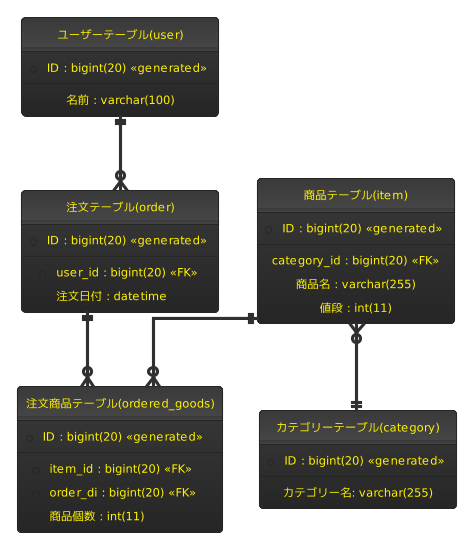 ユーザーテーブル(user)
ID : bigint(20) «generated»
名前 : varchar(100)
注文テーブル(order)
ID : bigint(20) «generated»
user_id : bigint(20) «FK»
注文日付 : datetime
商品テーブル(item)
ID : bigint(20) «generated»
category_id : bigint(20) «FK»
商品名 : varchar(255)
値段 : int(11)
注文商品テーブル(ordered_goods)
ID : bigint(20) «generated»
item_id : bigint(20) «FK»
order_di : bigint(20) «FK»
商品個数 : int(11)
カテゴリーテーブル(category)
ID : bigint(20) «generated»
カテゴリー名: varchar(255)